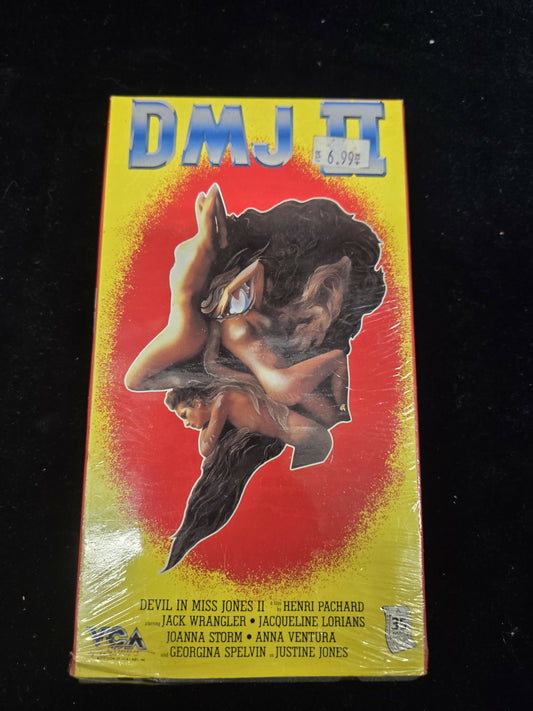 DMJ II
6.99
DEVIL IN MISS JONES II a film by HENRI PACHARD
starring JACK WRANGLER • JACQUELINE LORIANS
JOANNA STORM • ANNA VENTURA
and GEORGINA SPELVIN as JUSTINE JONES
VCA
35